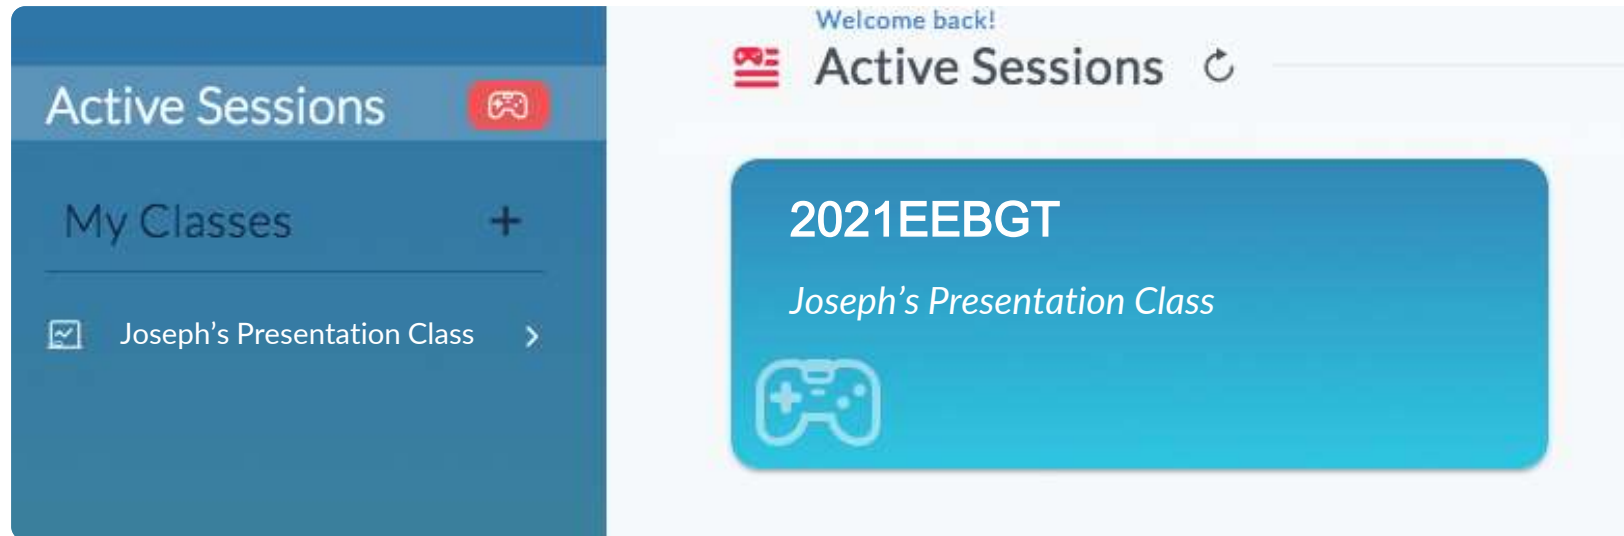 Active Sessions
My Classes +
Joseph’s Presentation Class
Welcome back!
Active Sessions
2021EEBGT
Joseph’s Presentation Class